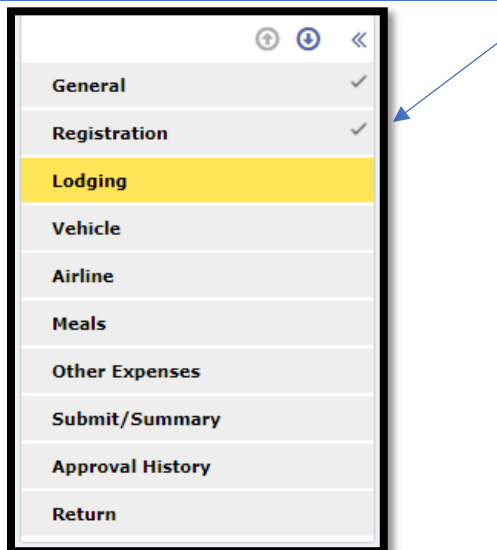 General
Registration
Lodging
Vehicle
Airline
Meals
Other Expenses
Submit/Summary
Approval History
Return